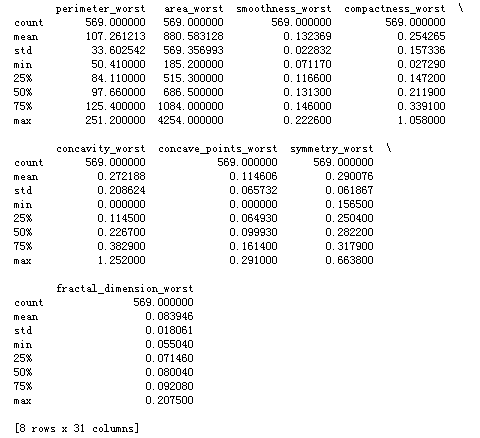 perimeter_worst area_worst smoothness_worst compactness_worst \
count 569.000000 569.000000 569.000000 569.000000
mean 107.261213 880.583128 0.132369 0.254265
std 33.602542 569.356993 0.022832 0.157336
min 50.410000 185.200000 0.071170 0.027290
25% 84.110000 515.300000 0.116600 0.147200
50% 97.660000 686.500000 0.131300 0.211900
75% 125.400000 1084.000000 0.146000 0.339100
max 251.200000 4254.000000 0.222600 1.058000
concavity_worst concave_points_worst symmetry_worst \
count 569.000000 569.000000 569.000000
mean 0.272188 0.114606 0.290076
std 0.208624 0.065732 0.061867
min 0.000000 0.000000 0.156500
25% 0.114500 0.064930 0.250400
50% 0.226700 0.099930 0.282200
75% 0.382900 0.161400 0.317900
max 1.252000 0.291000 0.663800
fractal_dimension_worst
count 569.000000
mean 0.083946
std 0.018061
min 0.055040
25% 0.071460
50% 0.080040
75% 0.092080
max 0.207500
[8 rows x 31 columns]